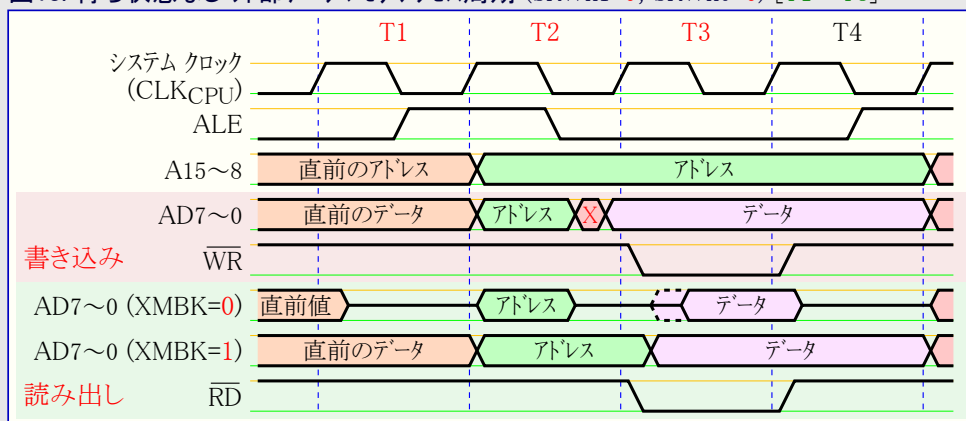 T1 T2 T3 T4
システム クロック
(CLKCPU)
ALE
A15～8 直前のアドレス アドレス
AD7～0 直前のデータ アドレス X データ
書き込み WR
AD7～0 (XMBK=0) 直前値 アドレス データ
AD7～0 (XMBK=1) 直前のデータ アドレス データ
読み出し RD